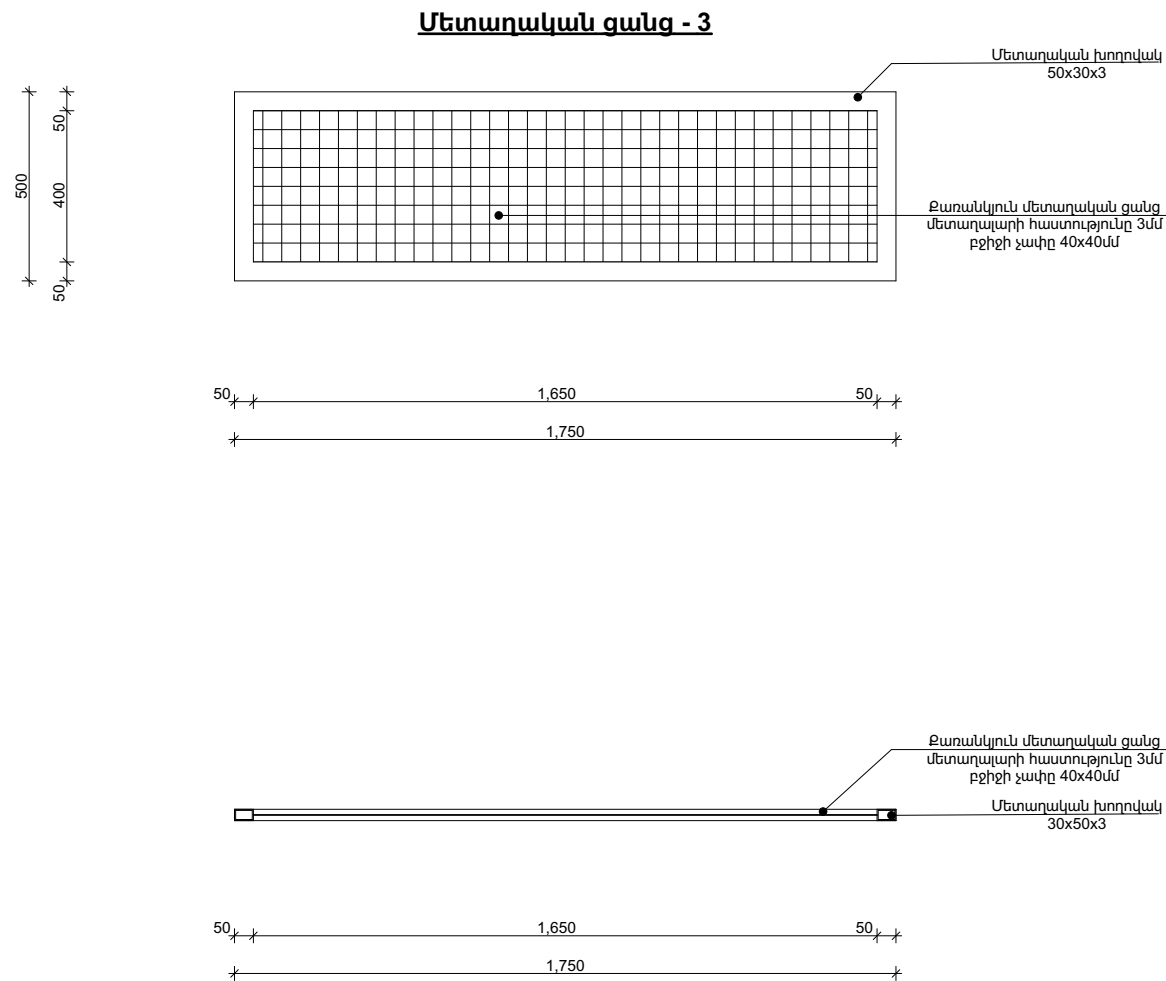 Մետաղական ցանց - 3
Մետաղական խողովակ
50x30x3
50
400
50
500
Քառանկյուն մետաղական ցանց
մետաղալարի հաստությունը 3մմ
բջիջի չափը 40x40մմ
50
1,650
50
1,750
Քառանկյուն մետաղական ցանց
մետաղալարի հաստությունը 3մմ
բջիջի չափը 40x40մմ
Մետաղական խողովակ
30x50x3
50
1,650
50
1,750